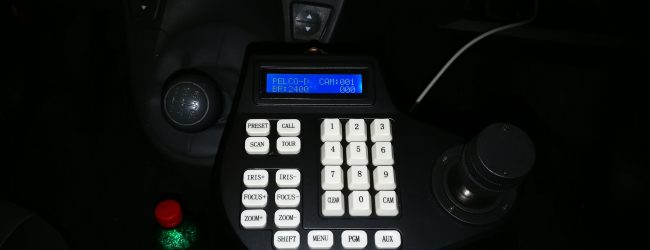 PELCO-D CAM:001
BR:2400 000
PRESET CALL
SCAN TOUR
1 2 3
4 5 6
7 8 9
CLEAR 0 CAM
IRIS+ IRIS-
FOCUS+ FOCUS-
ZOOM+ ZOOM-
SHIFT MENU PGM AUX